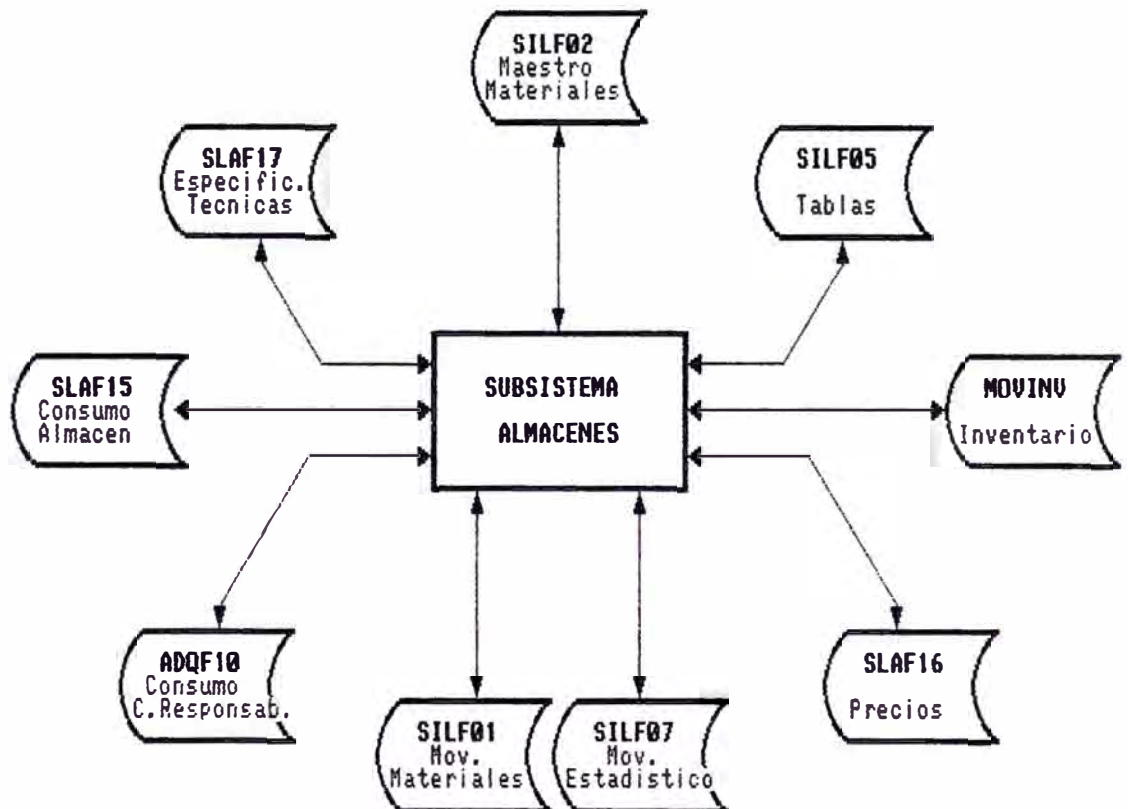 SILF02
Maestro
Materiales
SLAF17
Especific.
Tecnicas
SILF05
Tablas
SLAF15
Consumo
Almacen
SUBSISTEMA
ALMACENES
MOVINV
Inventario
ADQF10
Consumo
C.Responsab.
SILF01
Mov.
Materiales
SILF07
Mov.
Estadistico
SLAF16
Precios